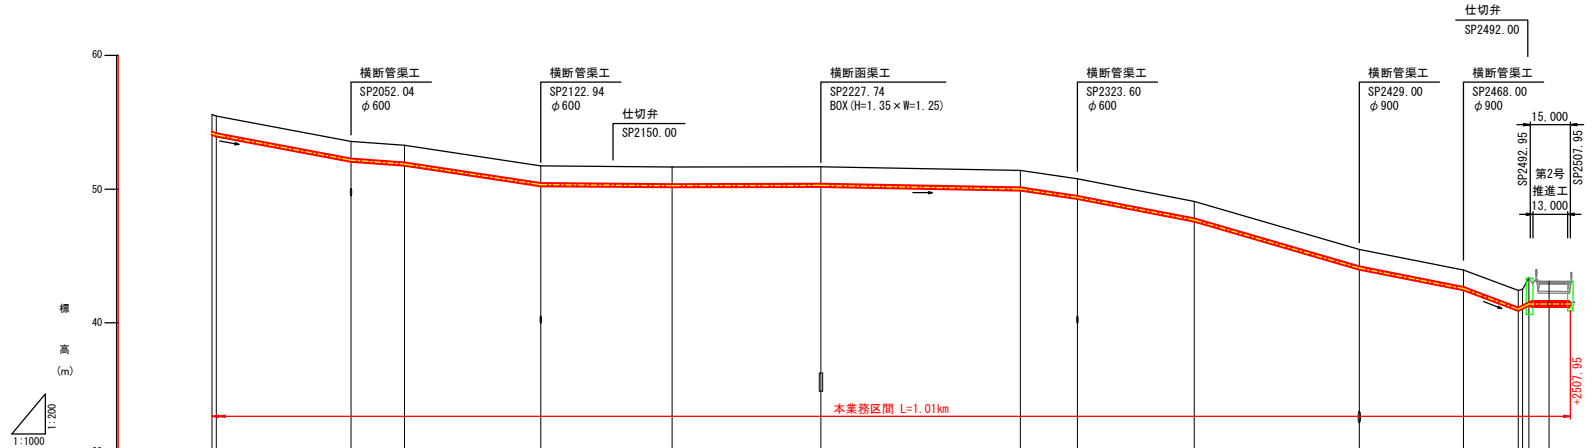 仕切弁
SP2492.00
60
横断管渠工
SP2052.04
φ600
横断管渠工
SP2122.94
φ600
仕切弁
SP2150.00
横断函渠工
SP2227.74
BOX(H=1.35×W=1.25)
横断管渠工
SP2323.60
φ600
横断管渠工
SP2429.00
φ900
横断管渠工
SP2468.00
φ900
15,000
SP2492.95
SP2507.95
第2号
推進工
13,000
50
40
標
高
(m)
1:200
1:1000
本業務区間 L=1.01km
+2507.95